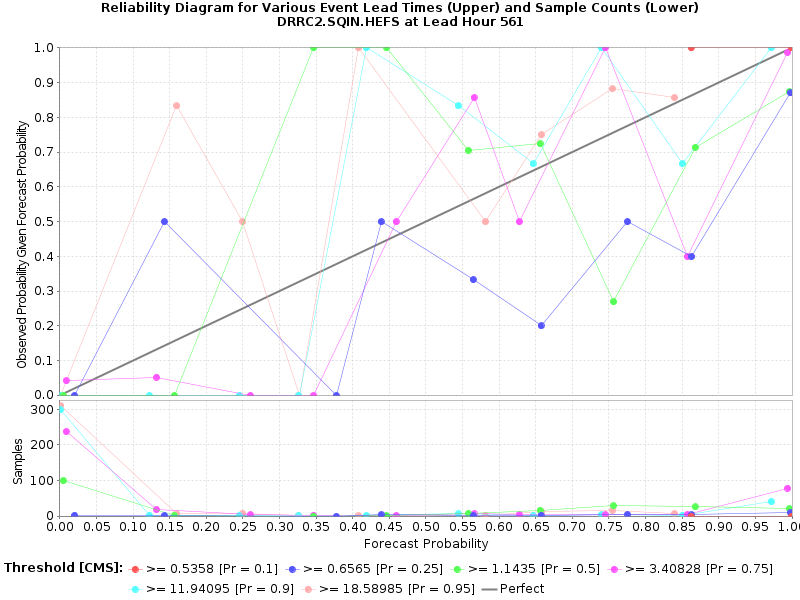 Reliability Diagram for Various Event Lead Times (Upper) and Sample Counts (Lower)
DRRC2.SQIN.HEFS at Lead Hour 561
Observed Probability Given Forecast Probability
1.0
0.9
0.8
0.7
0.6
0.5
0.4
0.3
0.2
0.1
0.0
Samples
300
200
100
0
0.00 0.05 0.10 0.15 0.20 0.25 0.30 0.35 0.40 0.45 0.50 0.55 0.60 0.65 0.70 0.75 0.80 0.85 0.90 0.95 1.00
Forecast Probability
Threshold [CMS]: >= 0.5358 [Pr = 0.1] >= 0.6565 [Pr = 0.25] >= 1.1435 [Pr = 0.5] >= 3.40828 [Pr = 0.75]
>= 11.94095 [Pr = 0.9] >= 18.58985 [Pr = 0.95] Perfect